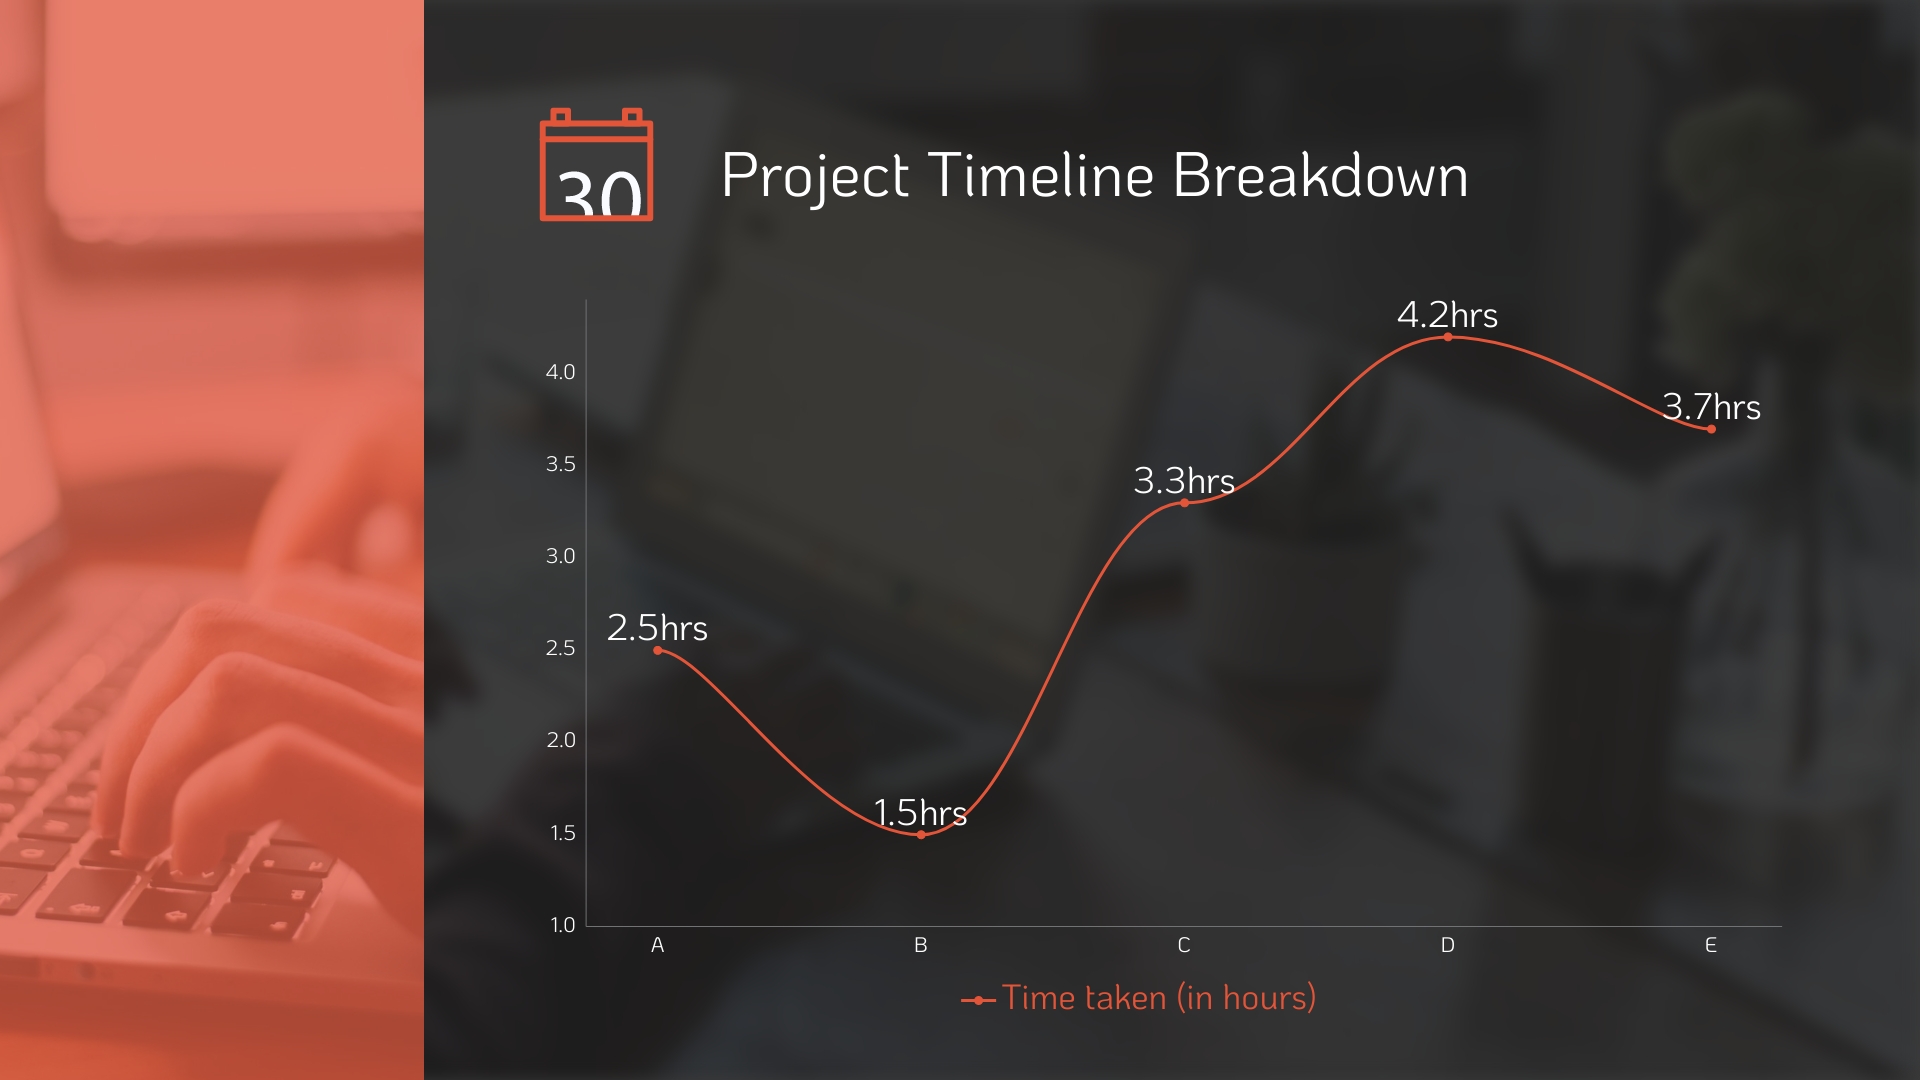 30
Project Timeline Breakdown
4.2hrs
4.0
3.7hrs
3.5
3.3hrs
3.0
2.5hrs
2.5
2.0
1.5hrs
1.5
1.0
A B C D E
Time taken (in hours)